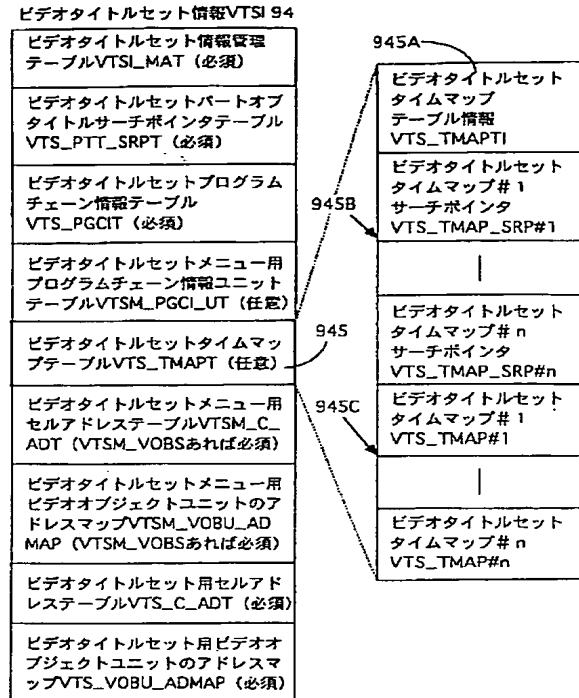 ビデオタイトルセット情報VTSI 94
ビデオタイトルセット情報管理
テーブルVTSI_MAT（必須）
ビデオタイトルセットパートオブ
タイトルサーチポインタテーブル
VTS_PTT_SRPT（必須）
ビデオタイトルセットプログラム
チェーン情報テーブル
VTS_PGCIT（必須）
ビデオタイトルセットメニュー用
プログラムチェーン情報ユニット
テーブルVTSM_PGCI_UT（任意）
ビデオタイトルセットタイムマッ
プテーブルVTS_TMAPT（任意）
ビデオタイトルセットメニュー用
セルアドレステーブルVTSM_C_
ADT（VTSM_VOBSあれば必須）
ビデオタイトルセットメニュー用
ビデオオブジェクトユニットのア
ドレスマップVTSM_VOBU_AD
MAP（VTSM_VOBSあれば必須）
ビデオタイトルセット用セルアド
レステーブルVTS_C_ADT（必須）
ビデオタイトルセット用ビデオオ
ブジェクトユニットのアドレスマ
ップVTS_VOBU_ADMAP（必須）
945
945A
ビデオタイトルセット
タイムマップ
テーブル情報
VTS_TMAPTI
945B
ビデオタイトルセット
タイムマップ＃1
サーチポインタ
VTS_TMAP_SRP#1
ビデオタイトルセット
タイムマップ＃n
サーチポインタ
VTS_TMAP_SRP#n
945C
ビデオタイトルセット
タイムマップ＃1
VTS_TMAP#1
ビデオタイトルセット
タイムマップ＃n
VTS_TMAP#n